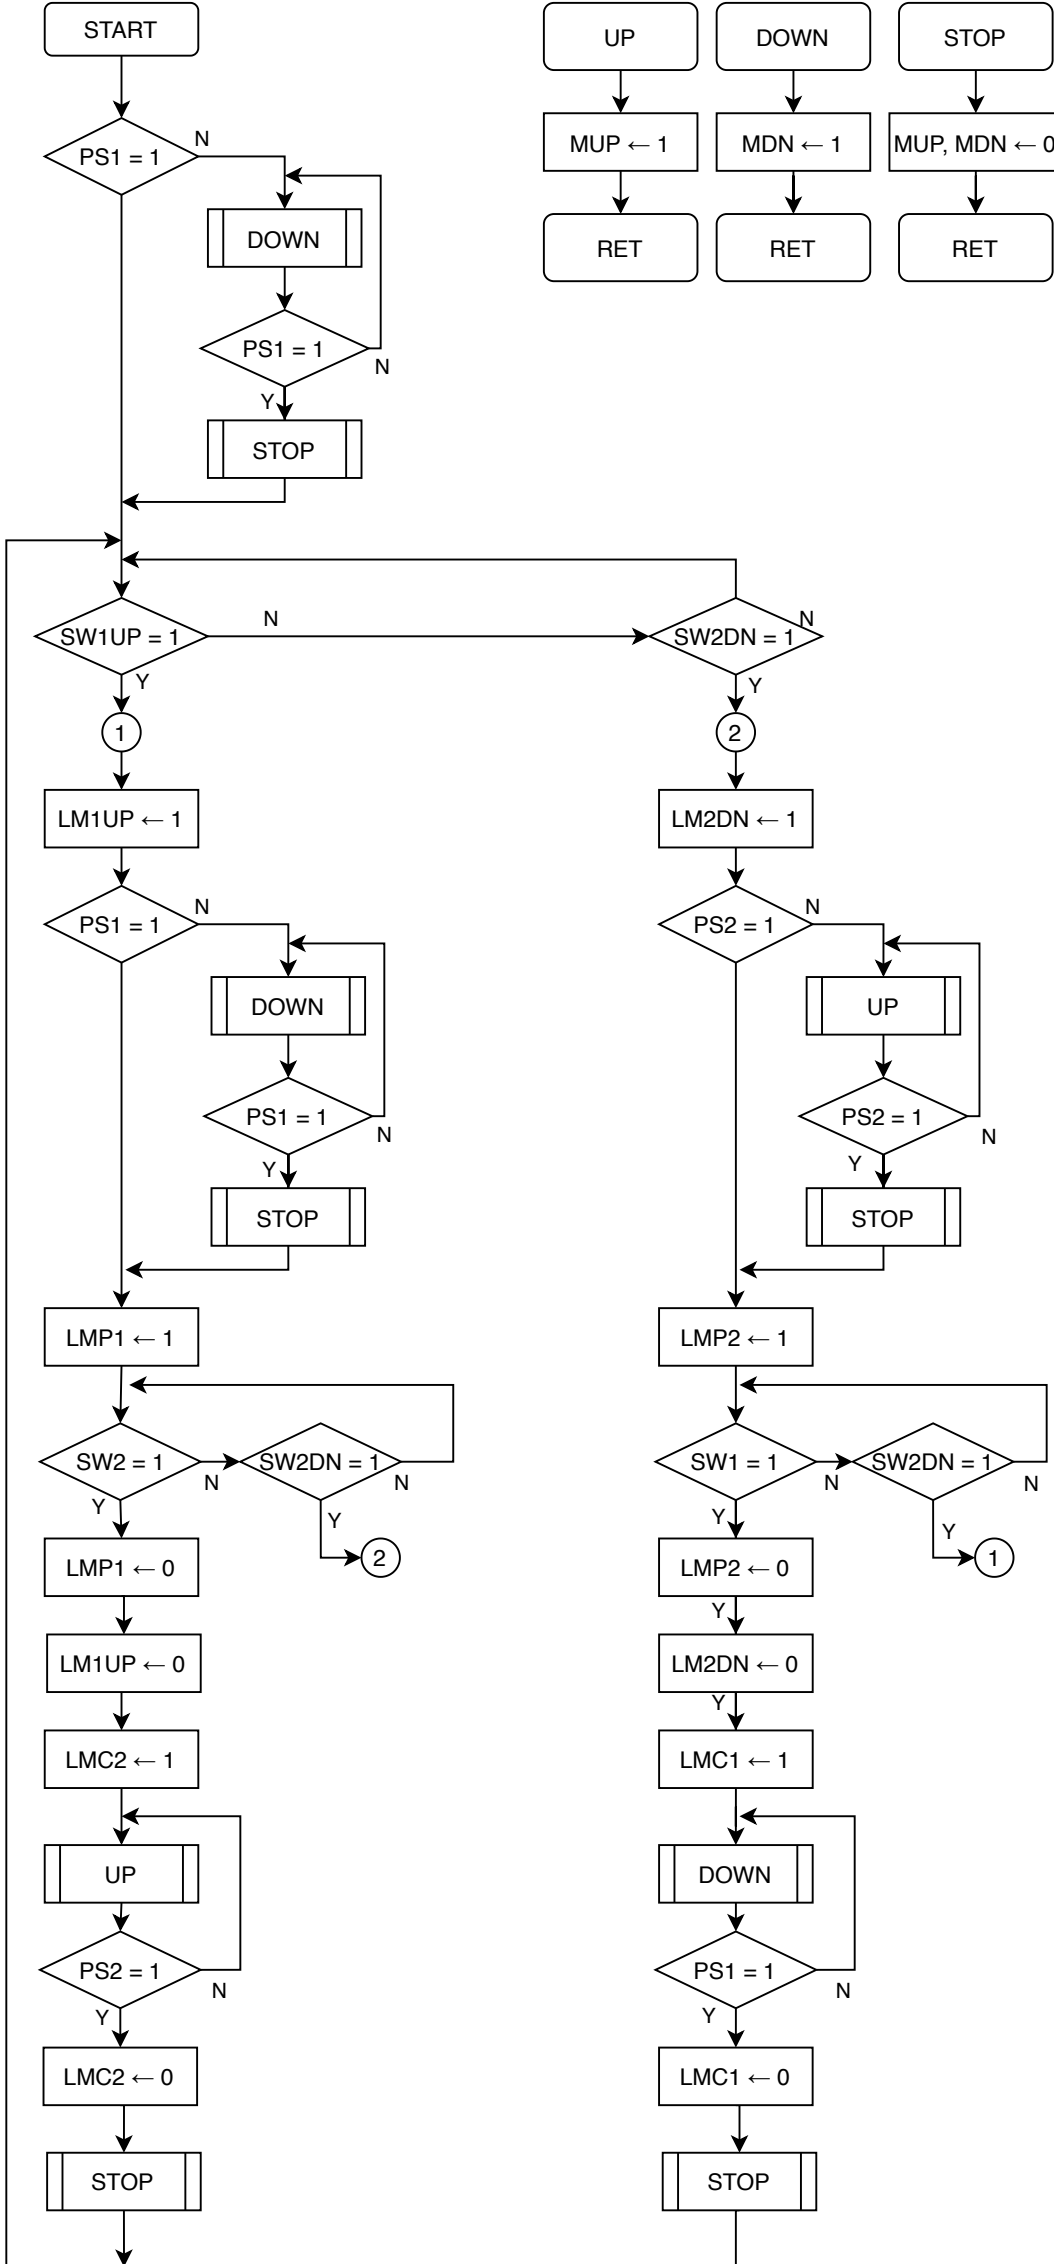 START
UP
DOWN
STOP
PS1 = 1
N
MUP ← 1
MDN ← 1
MUP, MDN ← 0
DOWN
RET
RET
RET
PS1 = 1
N
Y
STOP
SW1UP = 1
N
SW2DN = 1
N
Y
Y
1
2
LM1UP ← 1
LM2DN ← 1
PS1 = 1
N
PS2 = 1
N
DOWN
UP
PS1 = 1
N
PS2 = 1
N
Y
Y
STOP
STOP
LMP1 ← 1
LMP2 ← 1
SW2 = 1
N
SW2DN = 1
N
SW1 = 1
N
SW2DN = 1
N
Y
Y
Y
Y
LMP1 ← 0
2
LMP2 ← 0
1
Y
LM1UP ← 0
LM2DN ← 0
Y
LMC2 ← 1
LMC1 ← 1
UP
DOWN
PS2 = 1
N
PS1 = 1
N
Y
Y
LMC2 ← 0
LMC1 ← 0
STOP
STOP